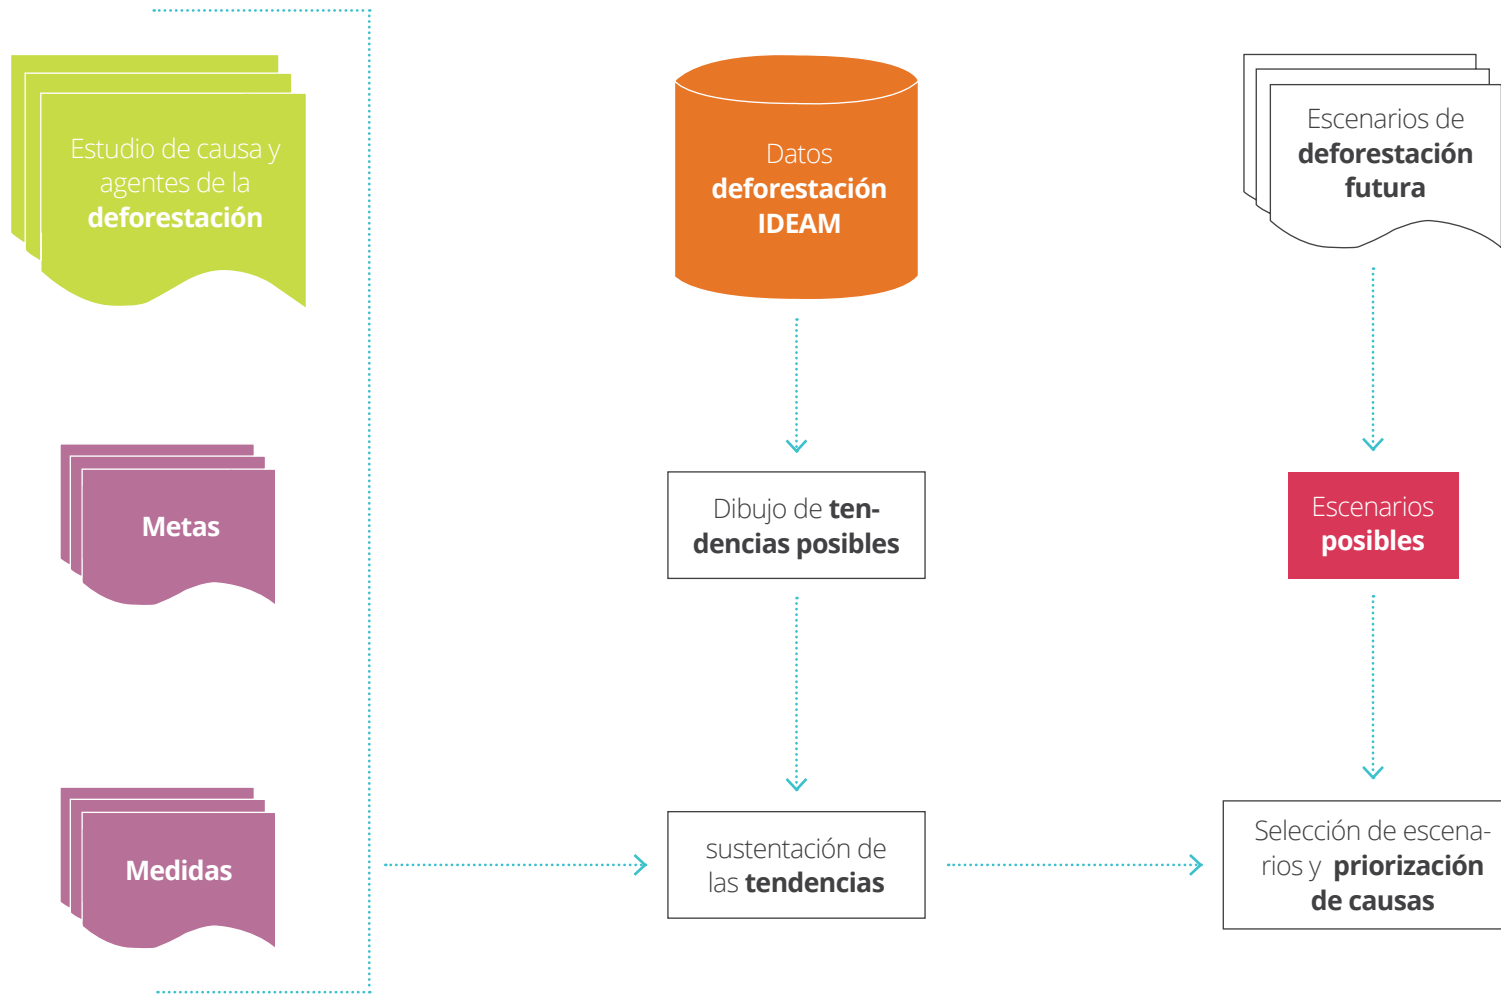 Estudio de causa y
agentes de la
deforestación
Datos
deforestación
IDEAM
Escenarios de
deforestación
futura
Metas
Dibujo de ten-
dencias posibles
Escenarios
posibles
Medidas
sustentación de
las tendencias
Selección de escena-
rios y priorización
de causas